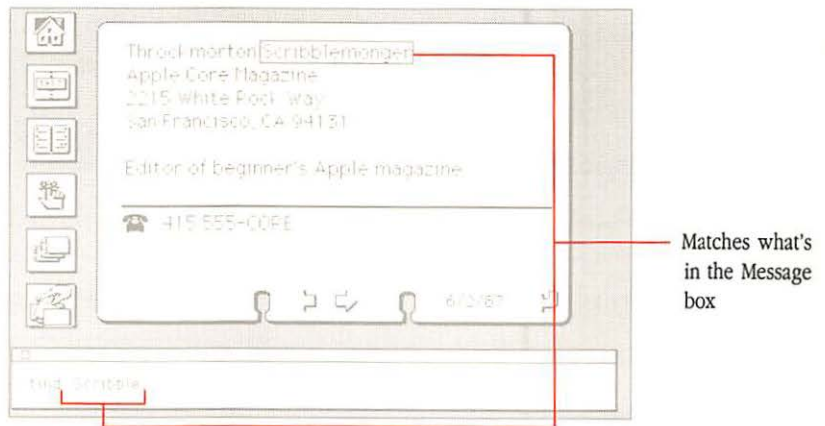 Throckmorton Scribblemonger
Apple Core Magazine
2215 White Rock Way
San Francisco, CA 94131
Editor of beginner's Apple magazine
415 555-CORE
6/2/87
Matches what's
in the Message
box
find "Scribble"